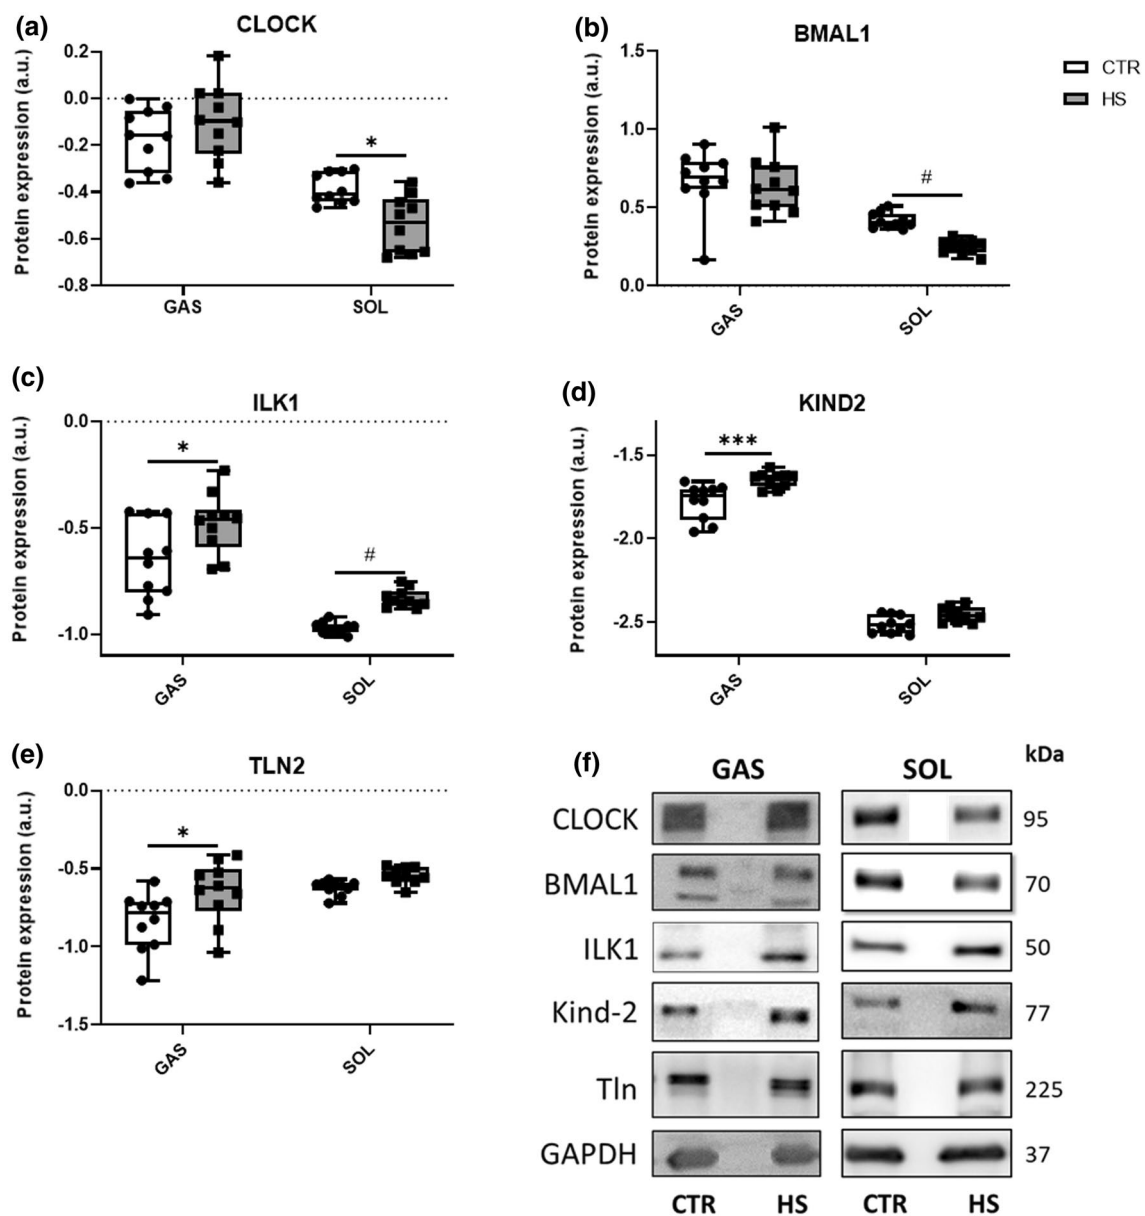 (a)
CLOCK
Protein expression (a.u.)
0.2
0.0
-0.2
-0.4
-0.6
-0.8
*
GAS
SOL
(b)
BMAL1
Protein expression (a.u.)
1.5
1.0
0.5
0.0
#
GAS
SOL
CTR
HS
(c)
ILK1
Protein expression (a.u.)
0.0
-0.5
-1.0
*
#
GAS
SOL
(d)
KIND2
Protein expression (a.u.)
-1.5
-2.0
-2.5
***
GAS
SOL
(e)
TLN2
Protein expression (a.u.)
0.0
-0.5
-1.0
-1.5
*
GAS
SOL
(f)
GAS SOL kDa
CLOCK 95
BMAL1 70
ILK1 50
Kind-2 77
Tln 225
GAPDH 37
CTR HS CTR HS